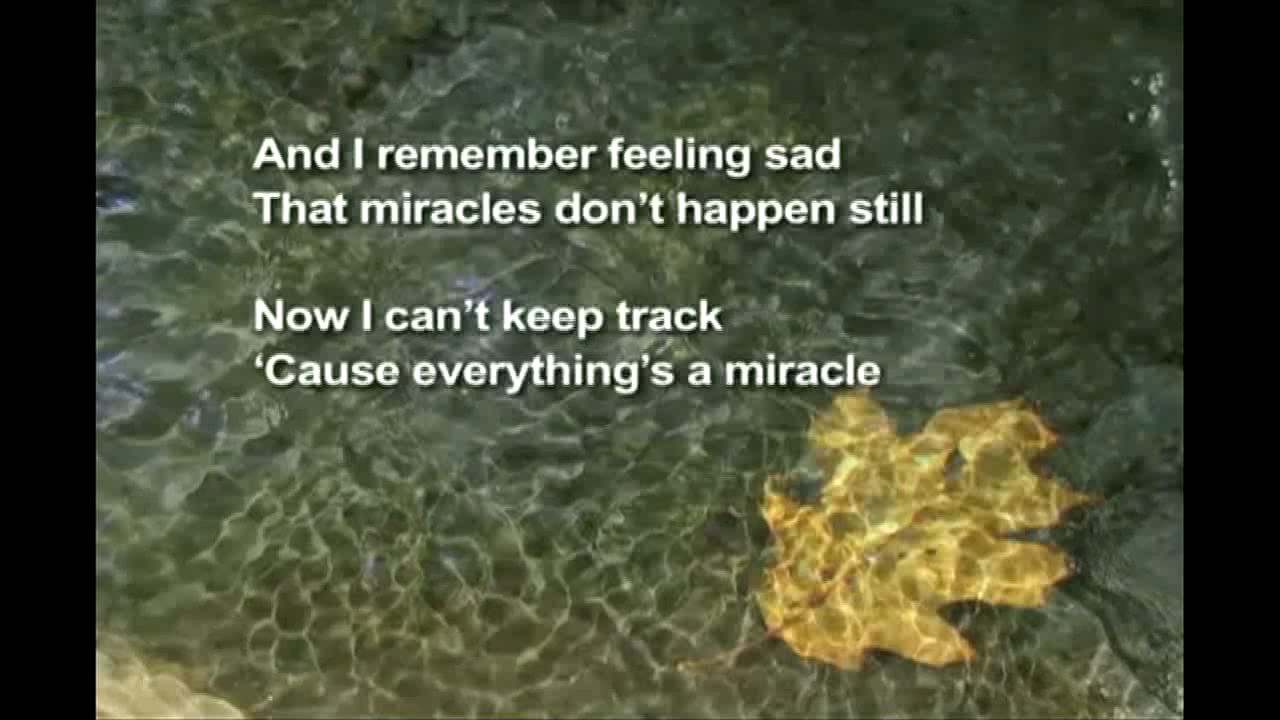 And I remember feeling sad
That miracles don’t happen still
Now I can’t keep track
‘Cause everything’s a miracle